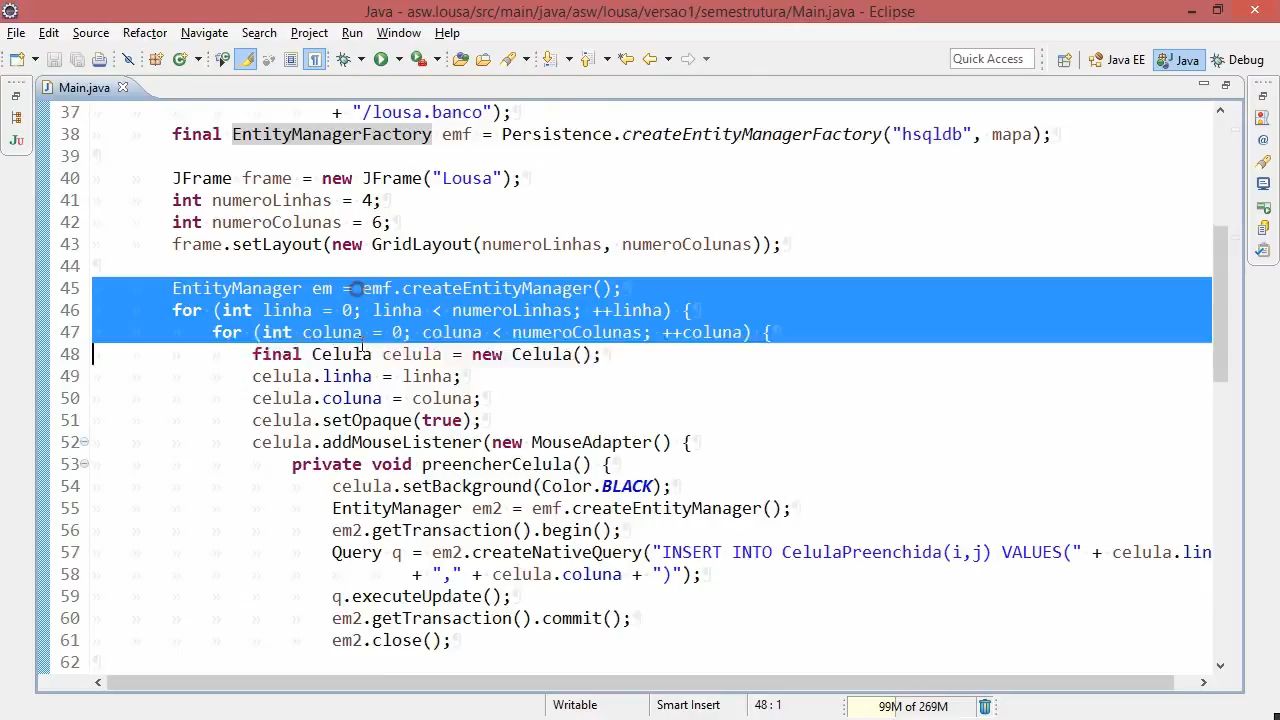 Java - asw.lousa/src/main/java/asw/lousa/versao1/semestrutura/Main.java - Eclipse
File Edit Source Refactor Navigate Search Project Run Window Help
Quick Access Java EE Java Debug
Main.java
37 + "/lousa.banco");
38 final EntityManagerFactory emf = Persistence.createEntityManagerFactory("hsqldb", mapa);
39
40 JFrame frame = new JFrame("Lousa");
41 int numeroLinhas = 4;
42 int numeroColunas = 6;
43 frame.setLayout(new GridLayout(numeroLinhas, numeroColunas));
44
45 EntityManager em = emf.createEntityManager();
46 for (int linha = 0; linha < numeroLinhas; ++linha) {
47 for (int coluna = 0; coluna < numeroColunas; ++coluna) {
48 final Celula celula = new Celula();
49 celula.linha = linha;
50 celula.coluna = coluna;
51 celula.setOpaque(true);
52 celula.addMouseListener(new MouseAdapter() {
53 private void preencherCelula() {
54 celula.setBackground(Color.BLACK);
55 EntityManager em2 = emf.createEntityManager();
56 em2.getTransaction().begin();
57 Query q = em2.createNativeQuery("INSERT INTO CelulaPreenchida(i,j) VALUES(" + celula.lin
58 + "," + celula.coluna + ")");
59 q.executeUpdate();
60 em2.getTransaction().commit();
61 em2.close();
62
Writable Smart Insert 48 : 1 99M of 269M